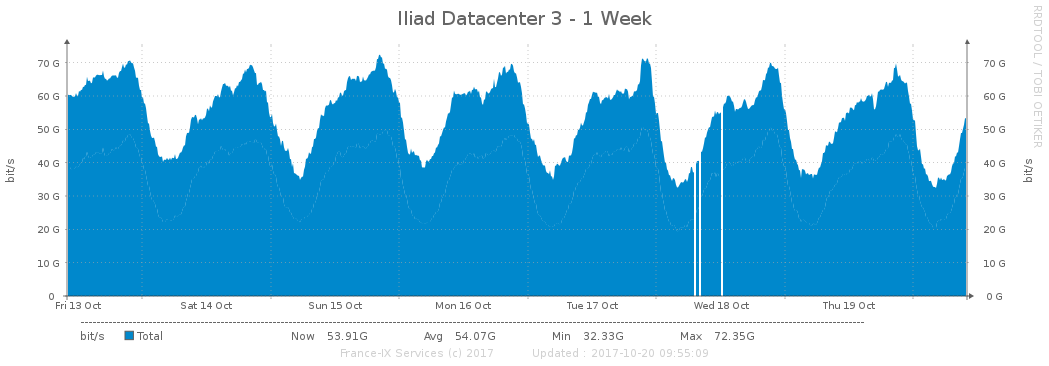 Iliad Datacenter 3 - 1 Week
RRDTOOL / TOBI OETIKER
bit/s
70 G 70 G
60 G 60 G
50 G 50 G
40 G 40 G
30 G 30 G
20 G 20 G
10 G 10 G
0 0 G
bit/s
Fri 13 Oct Sat 14 Oct Sun 15 Oct Mon 16 Oct Tue 17 Oct Wed 18 Oct Thu 19 Oct
bit/s Total Now 53.91G Avg 54.07G Min 32.33G Max 72.35G
France-IX Services (c) 2017 Updated : 2017-10-20 09:55:09